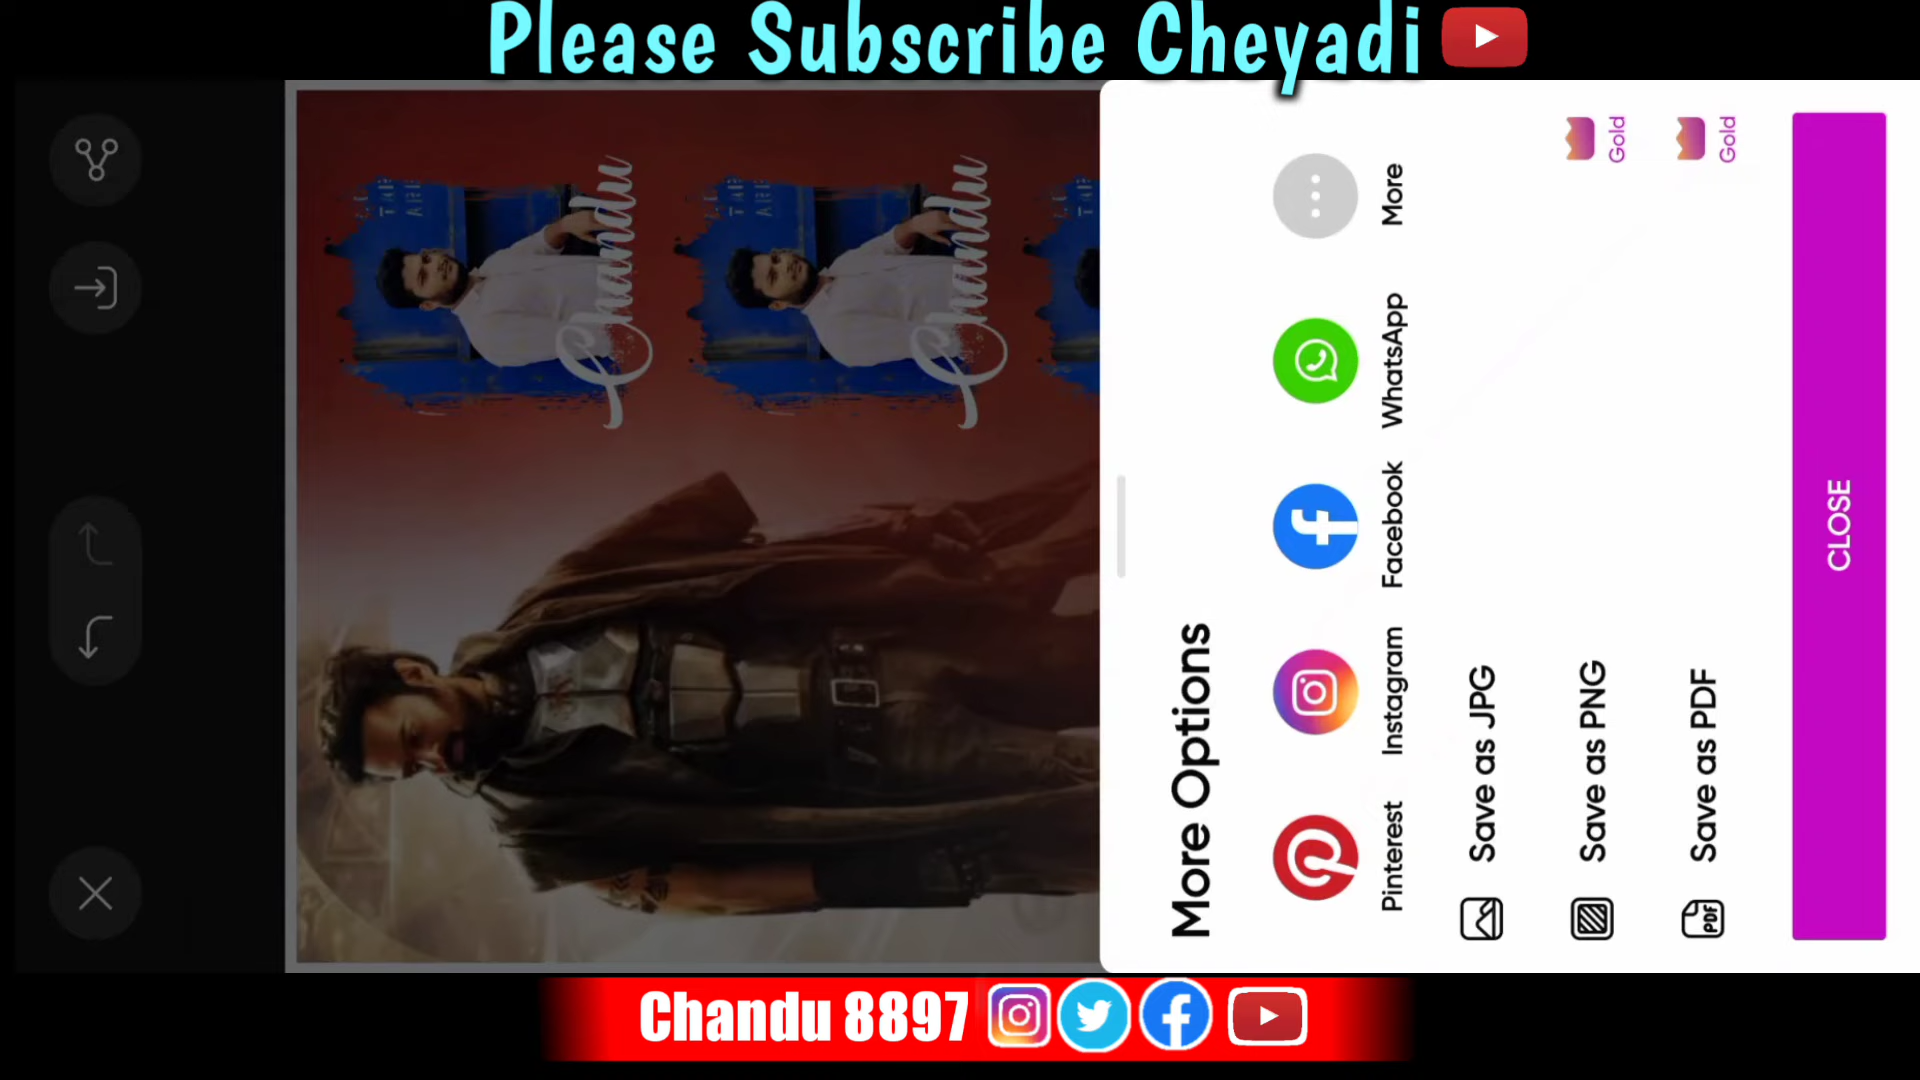 Please Subscribe Cheyadi
Chandu
Chandu
More Options
Pinterest
Instagram
Facebook
WhatsApp
More
Save as JPG
Save as PNG
Gold
Save as PDF
PDF
Gold
CLOSE
Chandu 8897